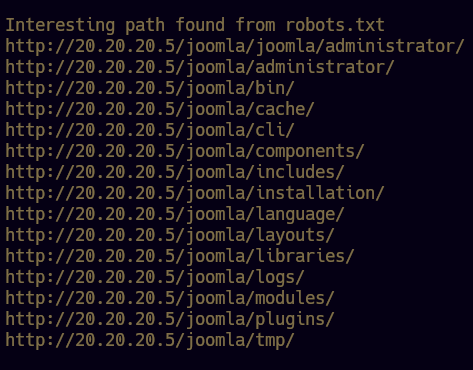 Interesting path found from robots.txt
http://20.20.20.5/joomla/joomla/administrator/
http://20.20.20.5/joomla/administrator/
http://20.20.20.5/joomla/bin/
http://20.20.20.5/joomla/cache/
http://20.20.20.5/joomla/cli/
http://20.20.20.5/joomla/components/
http://20.20.20.5/joomla/includes/
http://20.20.20.5/joomla/installation/
http://20.20.20.5/joomla/language/
http://20.20.20.5/joomla/layouts/
http://20.20.20.5/joomla/libraries/
http://20.20.20.5/joomla/logs/
http://20.20.20.5/joomla/modules/
http://20.20.20.5/joomla/plugins/
http://20.20.20.5/joomla/tmp/